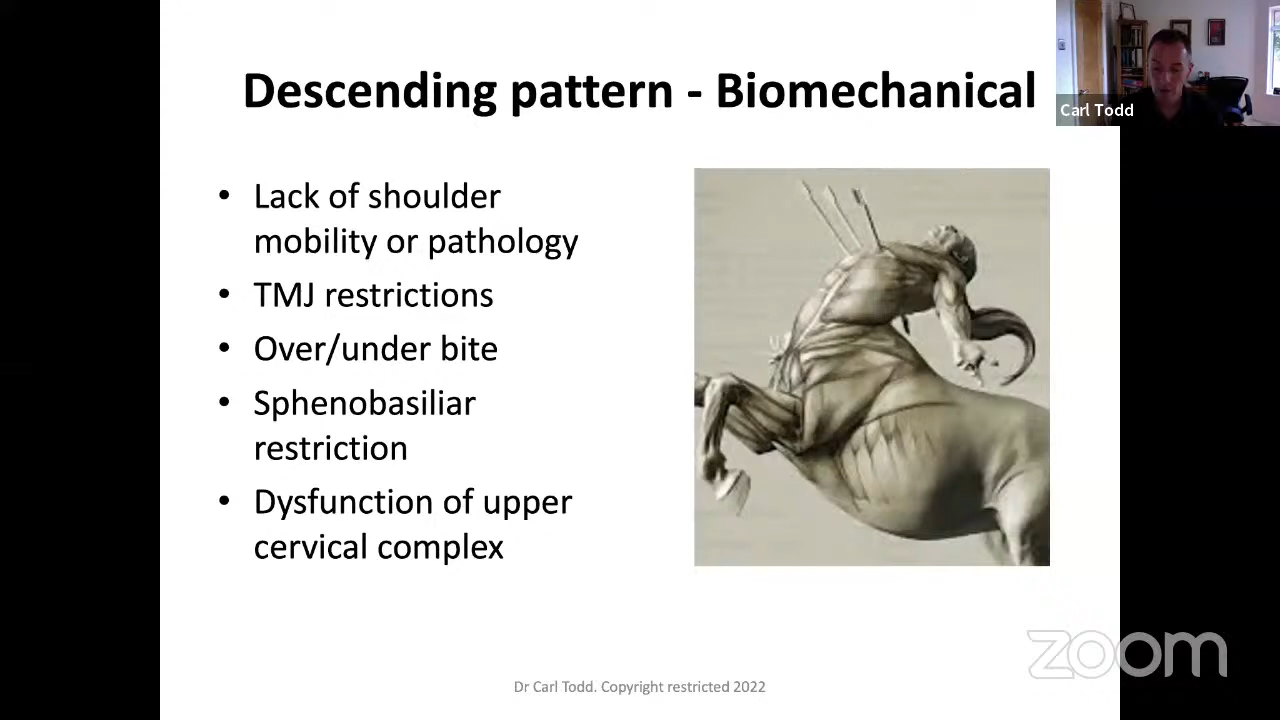 Descending pattern - Biomechanical
Carl Todd
• Lack of shoulder
mobility or pathology
• TMJ restrictions
• Over/under bite
• Sphenobasiliar
restriction
• Dysfunction of upper
cervical complex
zoom
Dr Carl Todd. Copyright restricted 2022